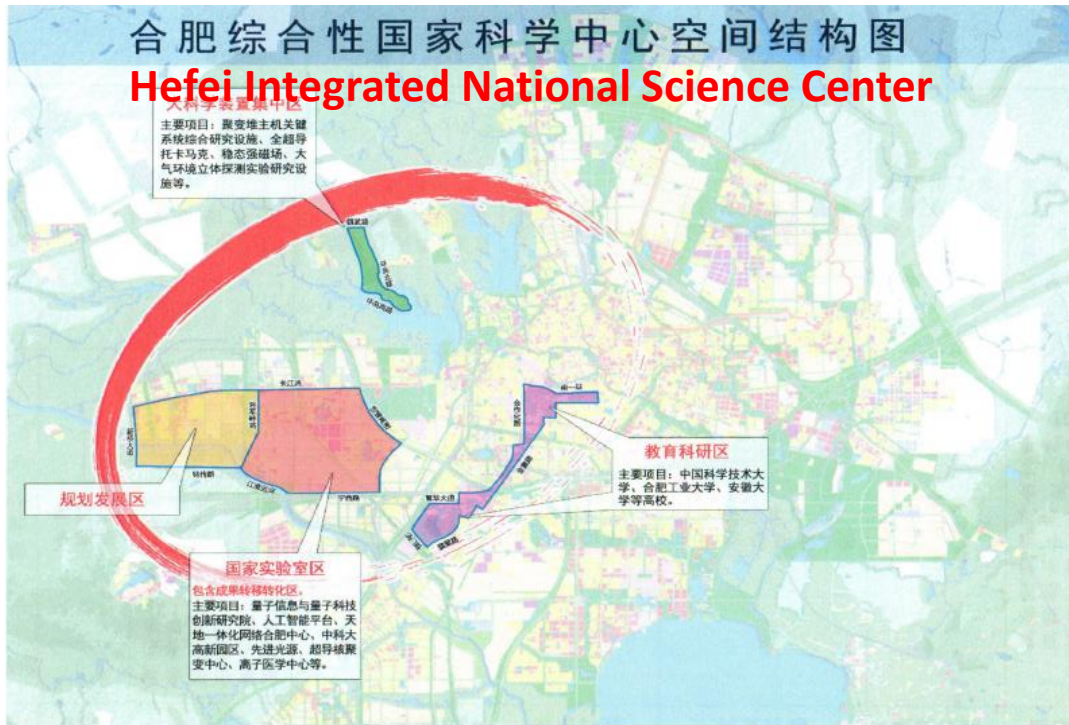 合肥综合性国家科学中心空间结构图
Hefei Integrated National Science Center
大科学装置集中区
主要项目：聚变堆主机关键
系统综合研究设施、全超导
托卡马克、稳态强磁场、大
气环境立体探测实验研究设
施等。
长江西
南一环
教育科研区
主要项目：中国科学技术大
学、合肥工业大学、安徽大
学等高校。
规划发展区
繁华大道
宁西路
国家实验室区
包含成果转移转化区。
主要项目：量子信息与量子科技
创新研究院、人工智能平台、天
地一体化网络合肥中心、中科大
高新园区、先进光源、超导核聚
变中心、离子医学中心等。